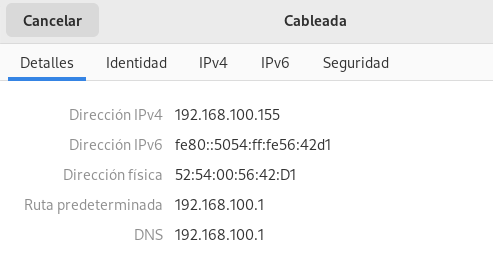 Cancelar Cableada
Detalles Identidad IPv4 IPv6 Seguridad
Dirección IPv4 192.168.100.155
Dirección IPv6 fe80::5054:ff:fe56:42d1
Dirección física 52:54:00:56:42:D1
Ruta predeterminada 192.168.100.1
DNS 192.168.100.1